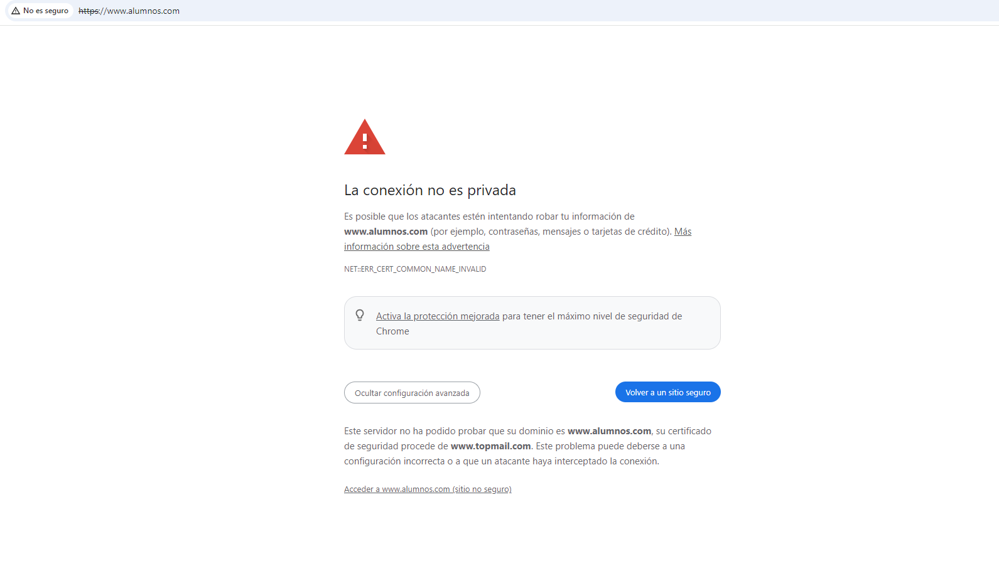 No es seguro https://www.alumnos.com
La conexión no es privada
Es posible que los atacantes estén intentando robar tu información de
www.alumnos.com (por ejemplo, contraseñas, mensajes o tarjetas de crédito). Más
información sobre esta advertencia
NET::ERR_CERT_COMMON_NAME_INVALID
Activa la protección mejorada para tener el máximo nivel de seguridad de
Chrome
Ocultar configuración avanzada Volver a un sitio seguro
Este servidor no ha podido probar que su dominio es www.alumnos.com, su certificado
de seguridad procede de www.topmail.com. Este problema puede deberse a una
configuración incorrecta o a que un atacante haya interceptado la conexión.
Acceder a www.alumnos.com (sitio no seguro)